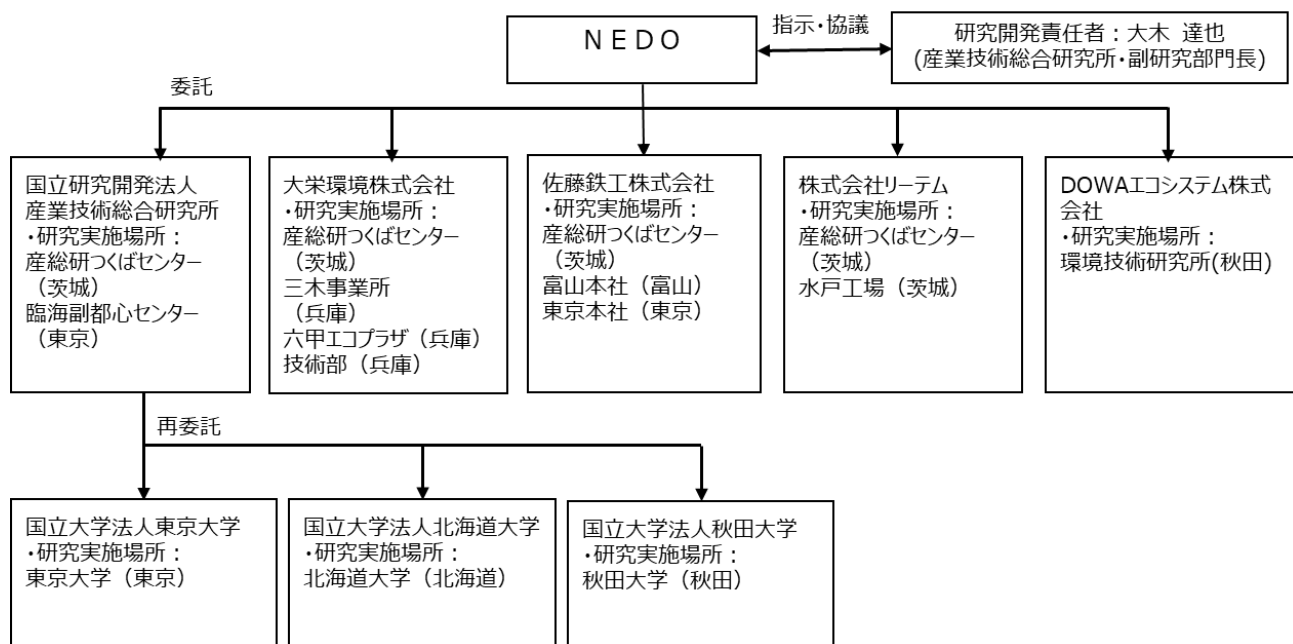 NEDO
指示・協議
研究開発責任者：大木 達也
(産業技術総合研究所・副研究部門長)
委託
国立研究開発法人
産業技術総合研究所
・研究実施場所：
産総研つくばセンター
（茨城）
臨海副都心センター
（東京）
大栄環境株式会社
・研究実施場所：
産総研つくばセンター
（茨城）
三木事業所
（兵庫）
六甲エコプラザ（兵庫）
技術部（兵庫）
佐藤鉄工株式会社
・研究実施場所：
産総研つくばセンター
（茨城）
富山本社（富山）
東京本社（東京）
株式会社リーテム
・研究実施場所：
産総研つくばセンター
（茨城）
水戸工場（茨城）
DOWAエコシステム株式
会社
・研究実施場所：
環境技術研究所(秋田)
再委託
国立大学法人東京大学
・研究実施場所：
東京大学（東京）
国立大学法人北海道大学
・研究実施場所：
北海道大学（北海道）
国立大学法人秋田大学
・研究実施場所：
秋田大学（秋田）